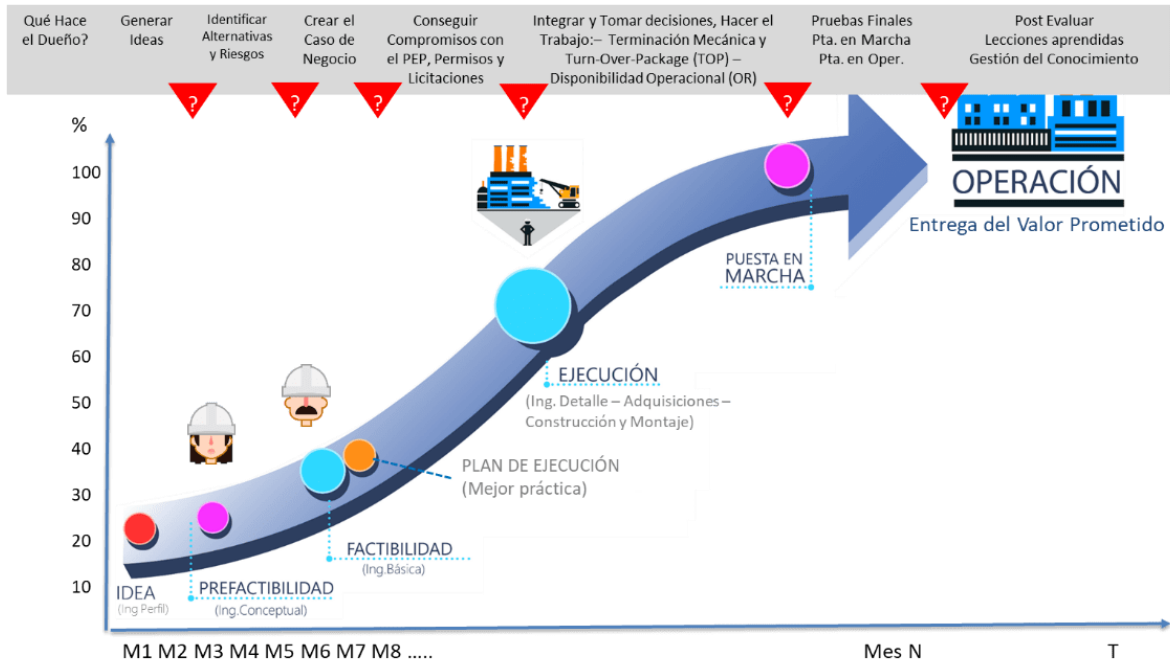 Qué Hace
el Dueño?
Generar
Ideas
Identificar
Alternativas
y Riesgos
Crear el
Caso de
Negocio
Conseguir
Compromisos con
el PEP, Permisos y
Licitaciones
Integrar y Tomar decisiones, Hacer el
Trabajo:– Terminación Mecánica y
Turn-Over-Package (TOP) –
Disponibilidad Operacional (OR)
Pruebas Finales
Pta. en Marcha
Pta. en Oper.
Post Evaluar
Lecciones aprendidas
Gestión del Conocimiento
? ? ? ? ? ?
%
100
90
80
70
60
50
40
30
20
10
OPERACIÓN
Entrega del Valor Prometido
PUESTA EN
MARCHA
EJECUCIÓN
(Ing. Detalle – Adquisiciones –
Construcción y Montaje)
PLAN DE EJECUCIÓN
(Mejor práctica)
FACTIBILIDAD
(Ing.Básica)
PREFACTIBILIDAD
(Ing.Conceptual)
IDEA
(Ing Perfil)
M1 M2 M3 M4 M5 M6 M7 M8 .....
Mes N
T